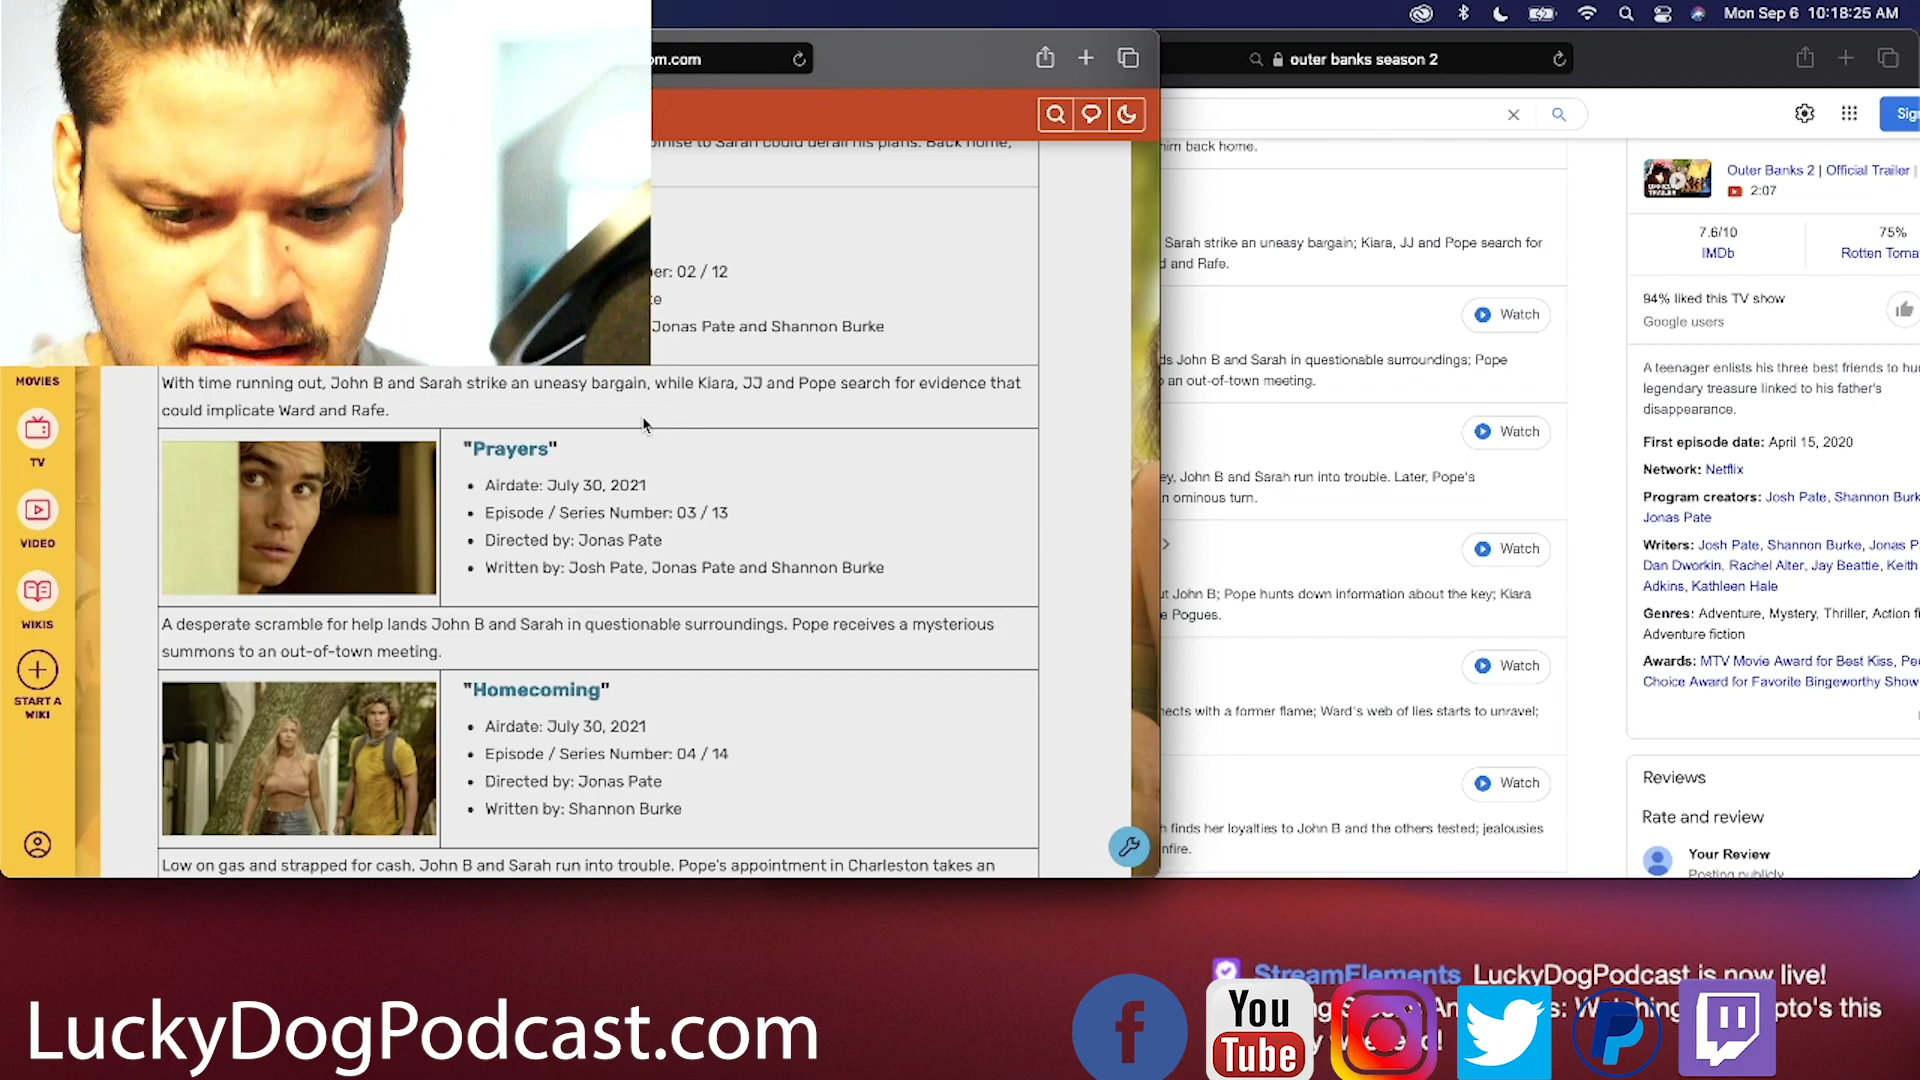 Mon Sep 6 10:18:25 AM
om.com
outer banks season 2
Sig
omise to Sarah could derail his plans. Back home,
er: 02 / 12
te
Jonas Pate and Shannon Burke
With time running out, John B and Sarah strike an uneasy bargain, while Kiara, JJ and Pope search for evidence that
could implicate Ward and Rafe.
"Prayers"
• Airdate: July 30, 2021
• Episode / Series Number: 03 / 13
• Directed by: Jonas Pate
• Written by: Josh Pate, Jonas Pate and Shannon Burke
A desperate scramble for help lands John B and Sarah in questionable surroundings. Pope receives a mysterious
summons to an out-of-town meeting.
"Homecoming"
• Airdate: July 30, 2021
• Episode / Series Number: 04 / 14
• Directed by: Jonas Pate
• Written by: Shannon Burke
Low on gas and strapped for cash, John B and Sarah run into trouble. Pope's appointment in Charleston takes an
MOVIES
TV
VIDEO
WIKIS
START A
WIKI
him back home.
Sarah strike an uneasy bargain; Kiara, JJ and Pope search for
d and Rafe.
Watch
ds John B and Sarah in questionable surroundings; Pope
o an out-of-town meeting.
Watch
ey, John B and Sarah run into trouble. Later, Pope's
n ominous turn.
Watch
ut John B; Pope hunts down information about the key; Kiara
e Pogues.
Watch
nects with a former flame; Ward's web of lies starts to unravel;
Watch
h finds her loyalties to John B and the others tested; jealousies
nfire.
Outer Banks 2 | Official Trailer |
2:07
7.6/10
IMDb
75%
Rotten Toma
94% liked this TV show
Google users
A teenager enlists his three best friends to hu
legendary treasure linked to his father's
disappearance.
First episode date: April 15, 2020
Network: Netflix
Program creators: Josh Pate, Shannon Burk
Jonas Pate
Writers: Josh Pate, Shannon Burke, Jonas P
Dan Dworkin, Rachel Alter, Jay Beattie, Keith
Adkins, Kathleen Hale
Genres: Adventure, Mystery, Thriller, Action fi
Adventure fiction
Awards: MTV Movie Award for Best Kiss, Pe
Choice Award for Favorite Bingeworthy Show
Reviews
Rate and review
Your Review
Posting publicly
StreamElements LuckyDogPodcast is now live!
LuckyDogPodcast.com
You
Tube